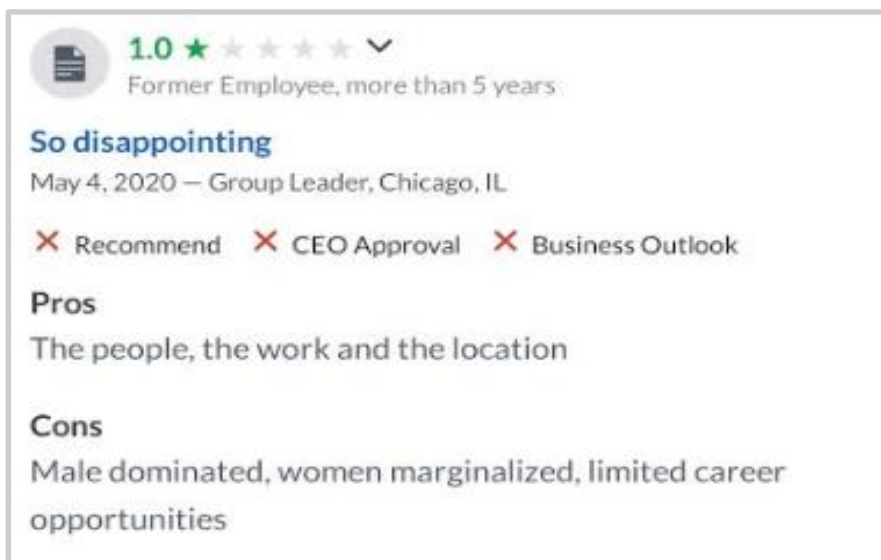 1.0
Former Employee, more than 5 years
So disappointing
May 4, 2020 — Group Leader, Chicago, IL
Recommend CEO Approval Business Outlook
Pros
The people, the work and the location
Cons
Male dominated, women marginalized, limited career
opportunities